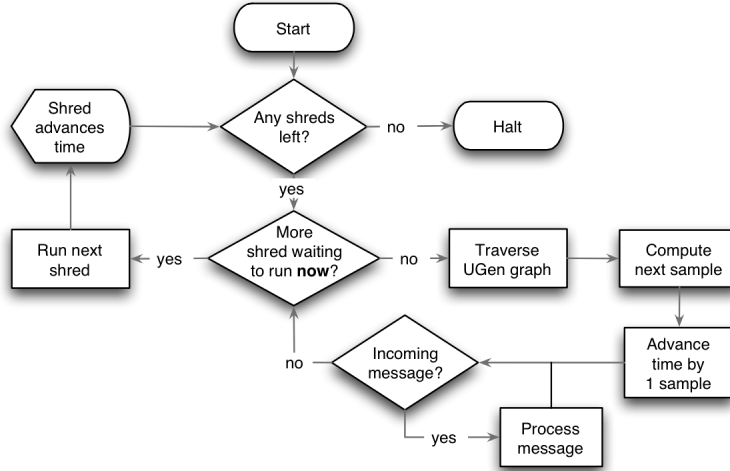 Start
Shred
advances
time
Any shreds
left?
no
Halt
yes
Run next
shred
yes
More
shred waiting
to run now?
no
Traverse
UGen graph
Compute
next sample
Advance
time by
1 sample
Incoming
message?
no
yes
Process
message